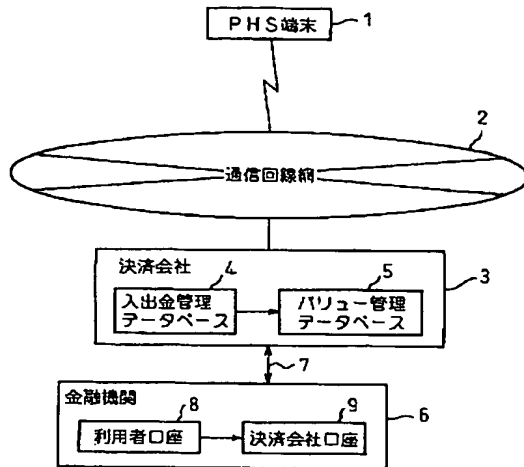 PHS端末
1
2
通信回線網
決済会社
4
5
3
入出金管理
データベース
バリュー管理
データベース
7
金融機関
8
9
6
利用者口座
決済会社口座